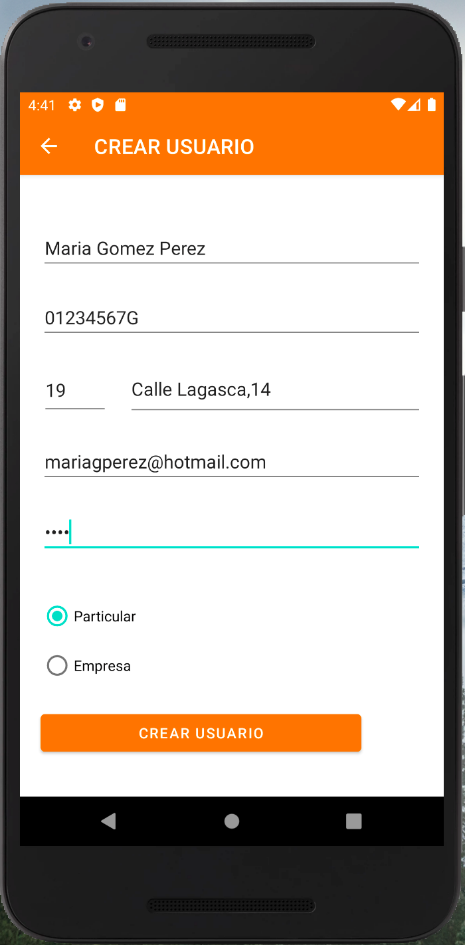 4:41
CREAR USUARIO
Maria Gomez Perez
01234567G
19 Calle Lagasca,14
mariagperez@hotmail.com
••••
Particular
Empresa
CREAR USUARIO